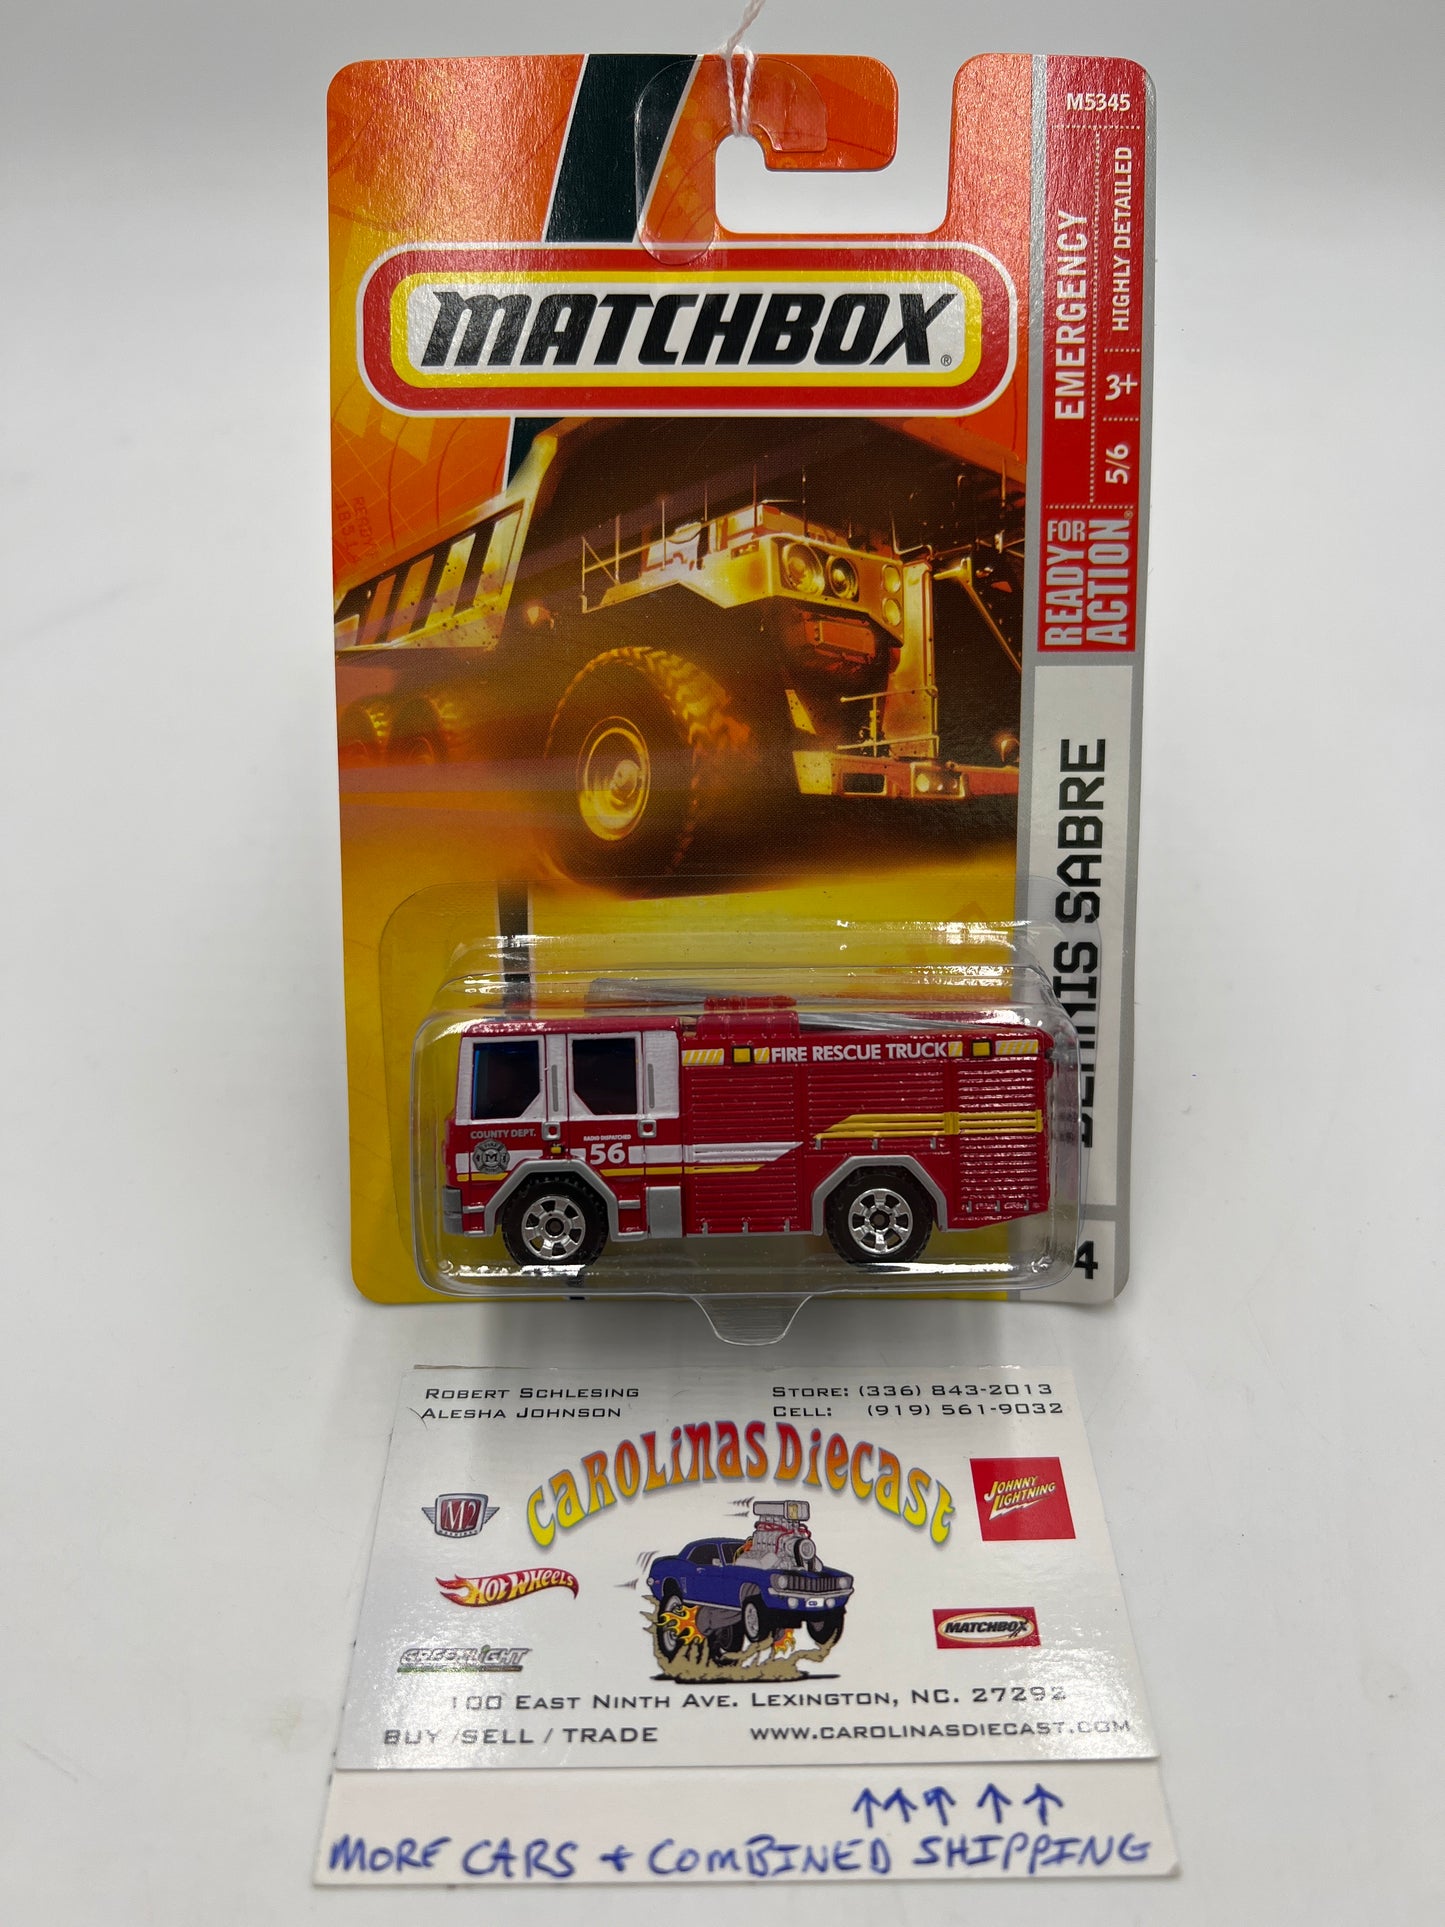 M5345
MATCHBOX®
EMERGENCY
HIGHLY DETAILED
5/6 3+
READY FOR ACTION®
SABRE
4
FIRE RESCUE TRUCK
COUNTY DEPT.
RADIO DISPATCHED
56
ROBERT SCHLESING
ALESHA JOHNSON
STORE: (336) 843-2013
CELL: (919) 561-9032
CAROLINAS DIECAST
M2
JOHNNY LIGHTNING
HOT WHEELS
MATCHBOX
GREENLIGHT
100 EAST NINTH AVE. LEXINGTON, NC. 27292
BUY / SELL / TRADE
WWW.CAROLINASDIECAST.COM
↑↑↑ ↑ ↑
MORE CARS + COMBINED SHIPPING